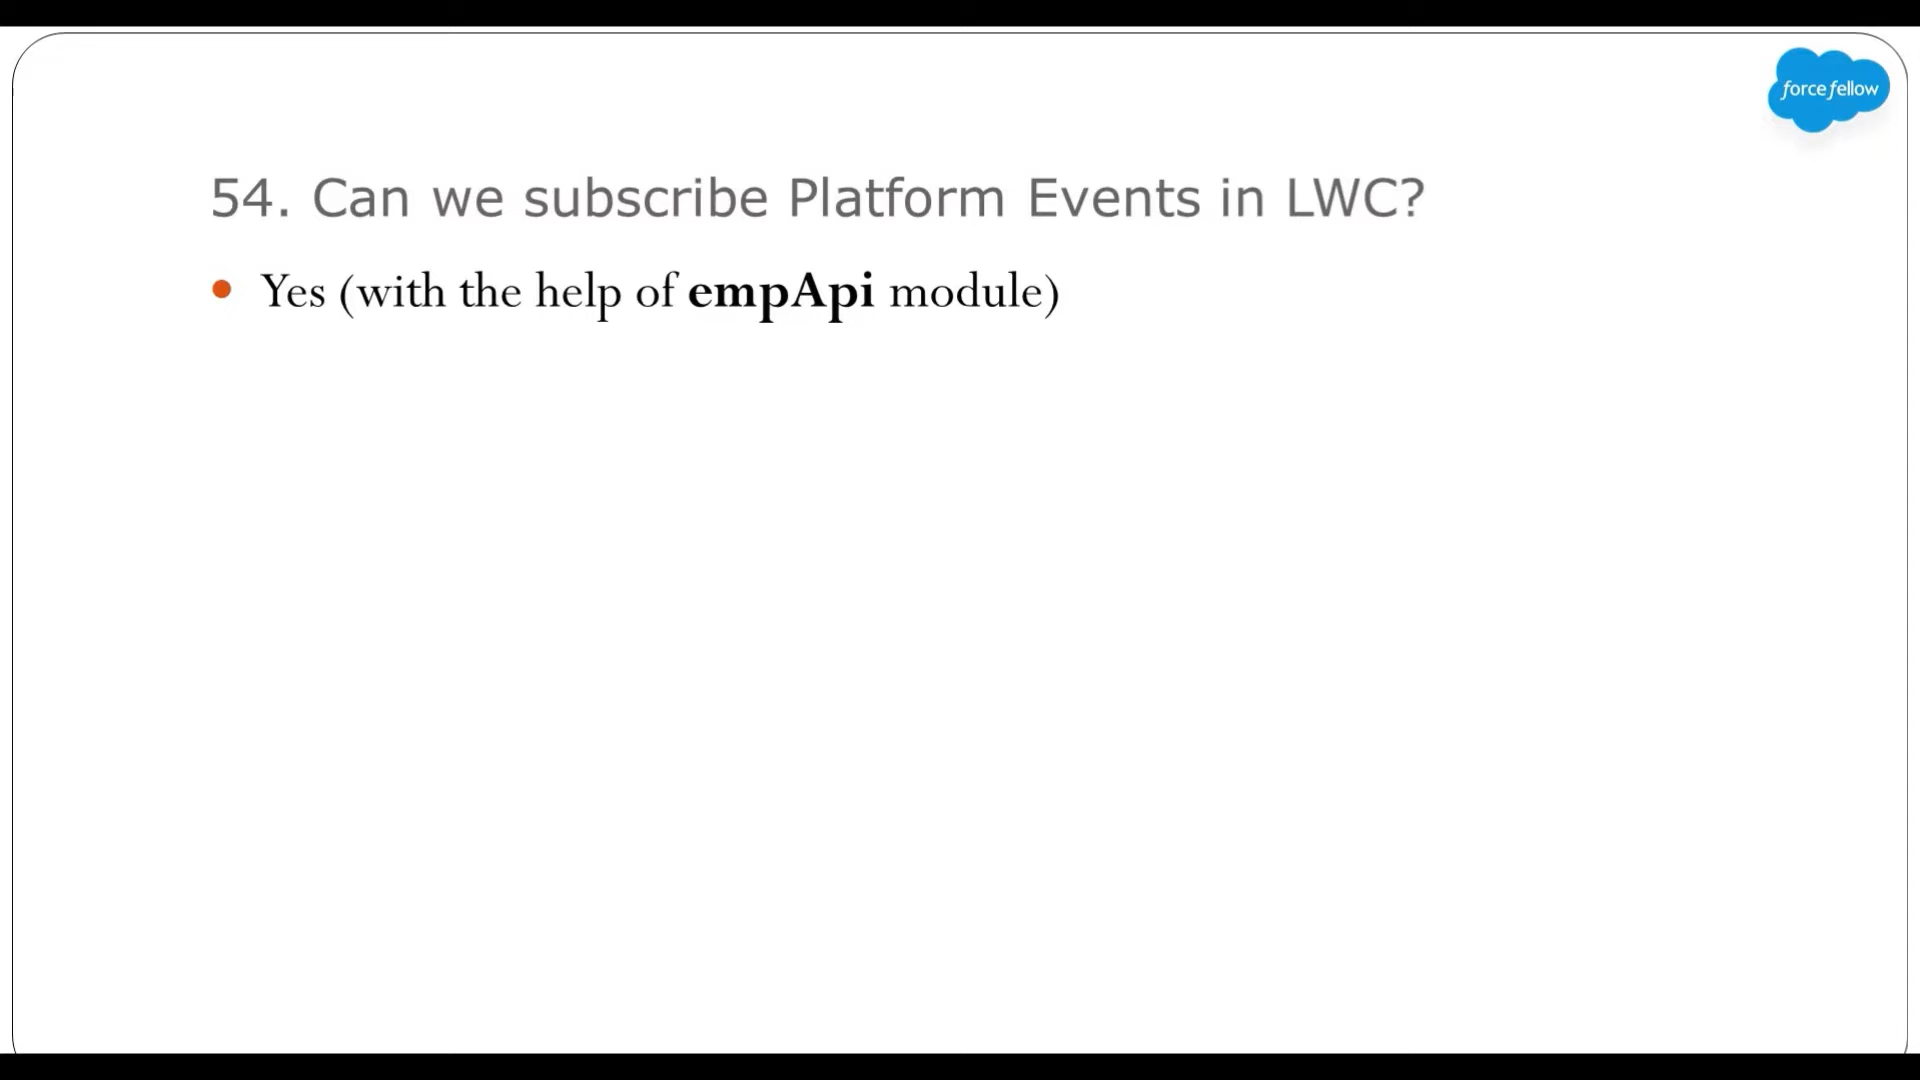 force fellow
54. Can we subscribe Platform Events in LWC?
• Yes (with the help of empApi module)